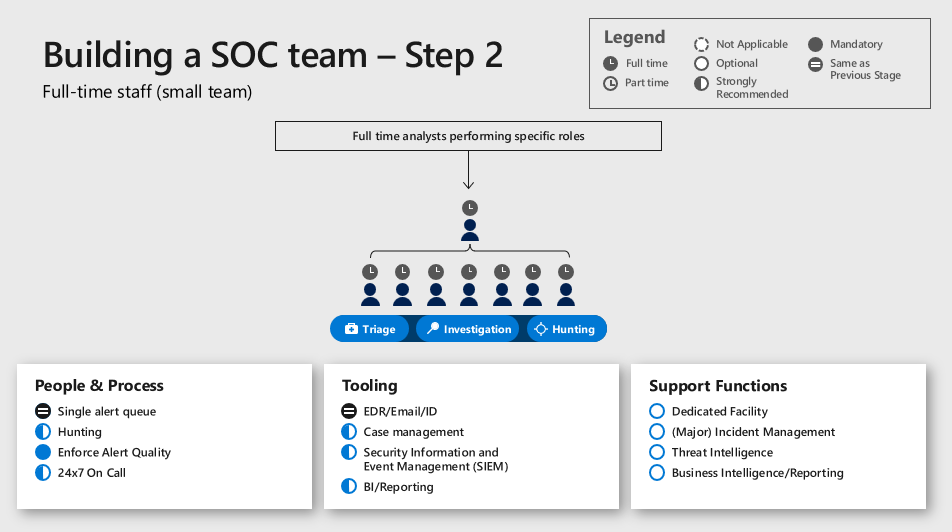 Building a SOC team – Step 2
Full-time staff (small team)
Legend
Full time
Part time
Not Applicable
Optional
Strongly
Recommended
Mandatory
Same as
Previous Stage
Full time analysts performing specific roles
Triage
Investigation
Hunting
People & Process
Single alert queue
Hunting
Enforce Alert Quality
24x7 On Call
Tooling
EDR/Email/ID
Case management
Security Information and
Event Management (SIEM)
BI/Reporting
Support Functions
Dedicated Facility
(Major) Incident Management
Threat Intelligence
Business Intelligence/Reporting